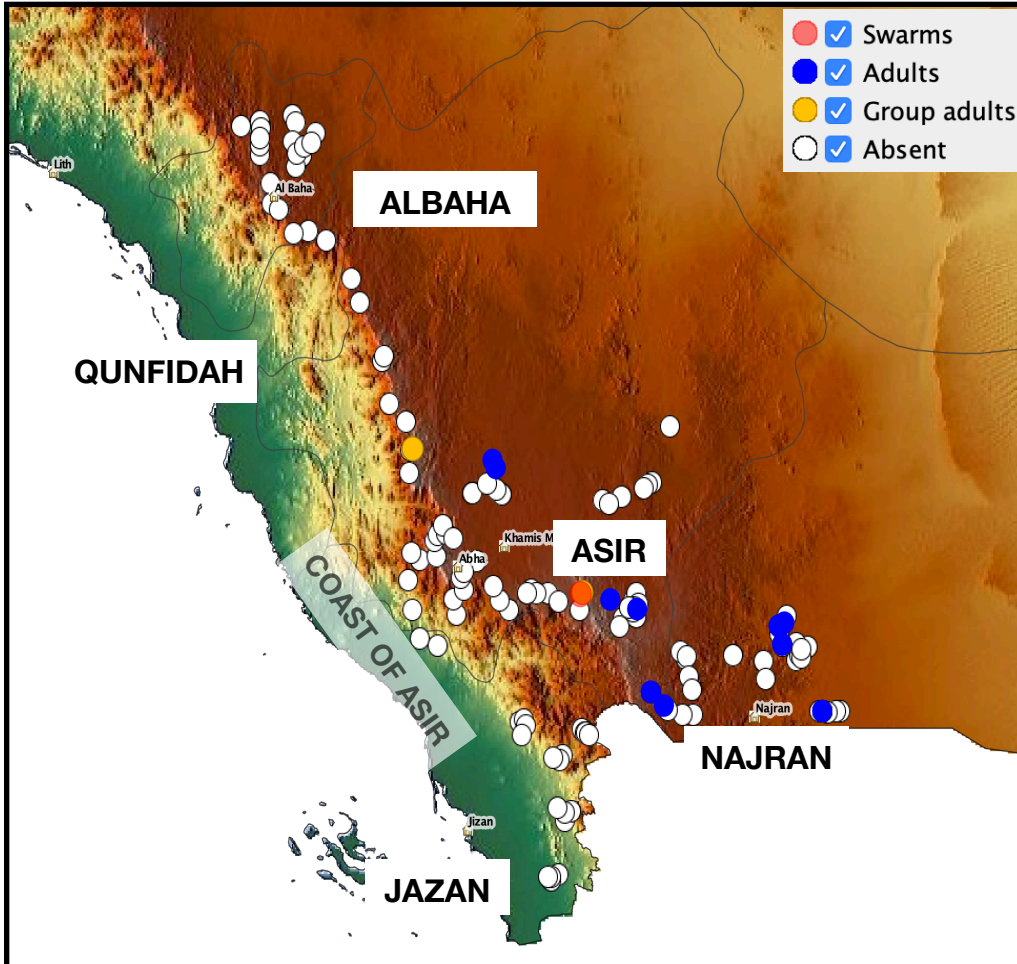 Swarms
Adults
Group adults
Absent
Lith
Al Baha
ALBAHA
QUNFIDAH
Khamis M
ASIR
Abha
COAST OF ASIR
Najran
NAJRAN
Jizan
JAZAN